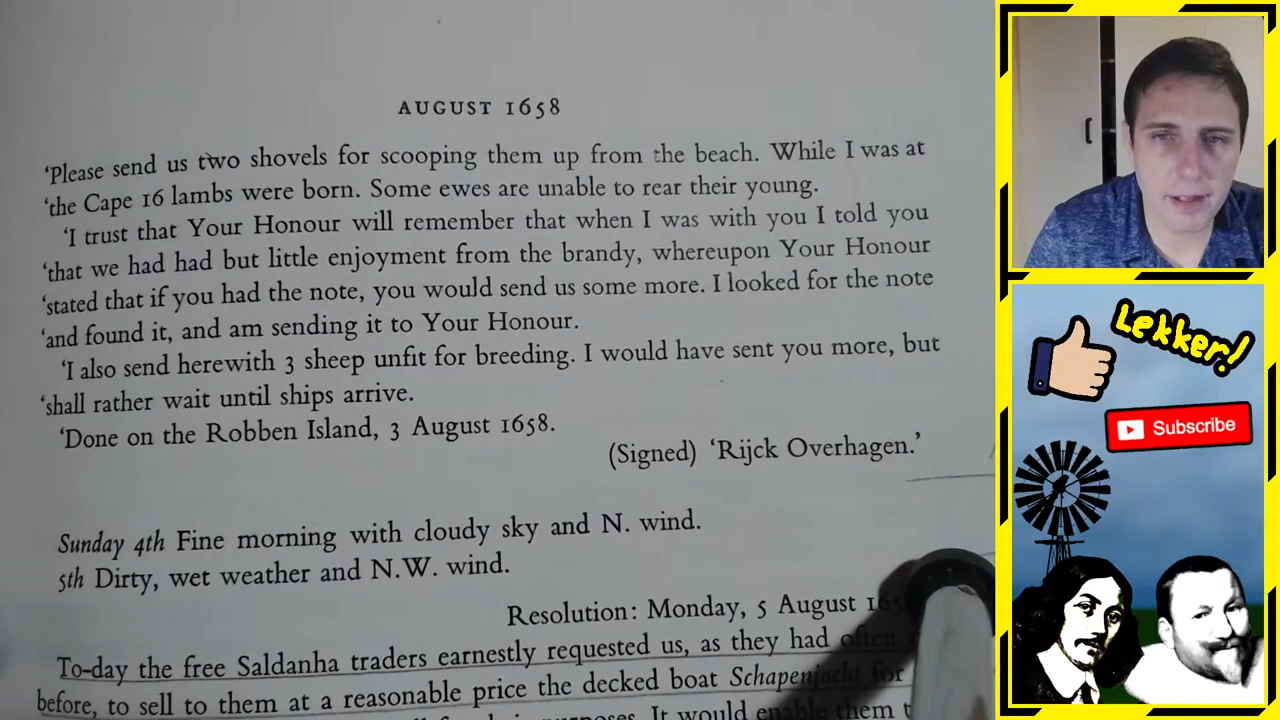 AUGUST 1658
‘Please send us two shovels for scooping them up from the beach. While I was at
‘the Cape 16 lambs were born. Some ewes are unable to rear their young.
‘I trust that Your Honour will remember that when I was with you I told you
‘that we had had but little enjoyment from the brandy, whereupon Your Honour
‘stated that if you had the note, you would send us some more. I looked for the note
‘and found it, and am sending it to Your Honour.
‘I also send herewith 3 sheep unfit for breeding. I would have sent you more, but
‘shall rather wait until ships arrive.
‘Done on the Robben Island, 3 August 1658.
(Signed) ‘Rijck Overhagen.’
Sunday 4th Fine morning with cloudy sky and N. wind.
5th Dirty, wet weather and N.W. wind.
Resolution: Monday, 5 August
To-day the free Saldanha traders earnestly requested us, as they had often
before, to sell to them at a reasonable price the decked boat Schapenjacht for
It would enable them
Lekker!
Subscribe